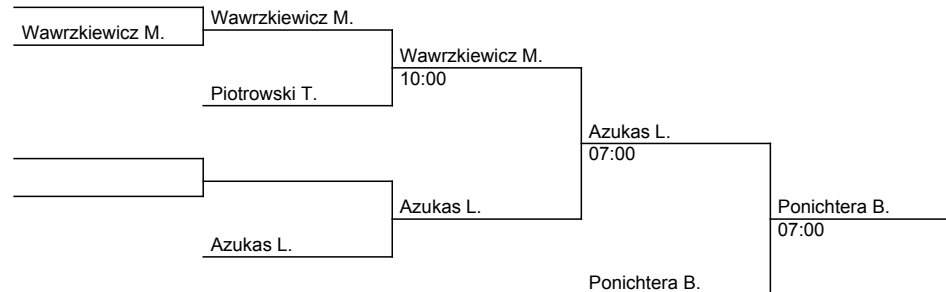 Wawrzkiewicz M.
Wawrzkiewicz M.
Wawrzkiewicz M.
10:00
Piotrowski T.
Azukas L.
07:00
Azukas L.
Ponichtera B.
07:00
Azukas L.
Ponichtera B.